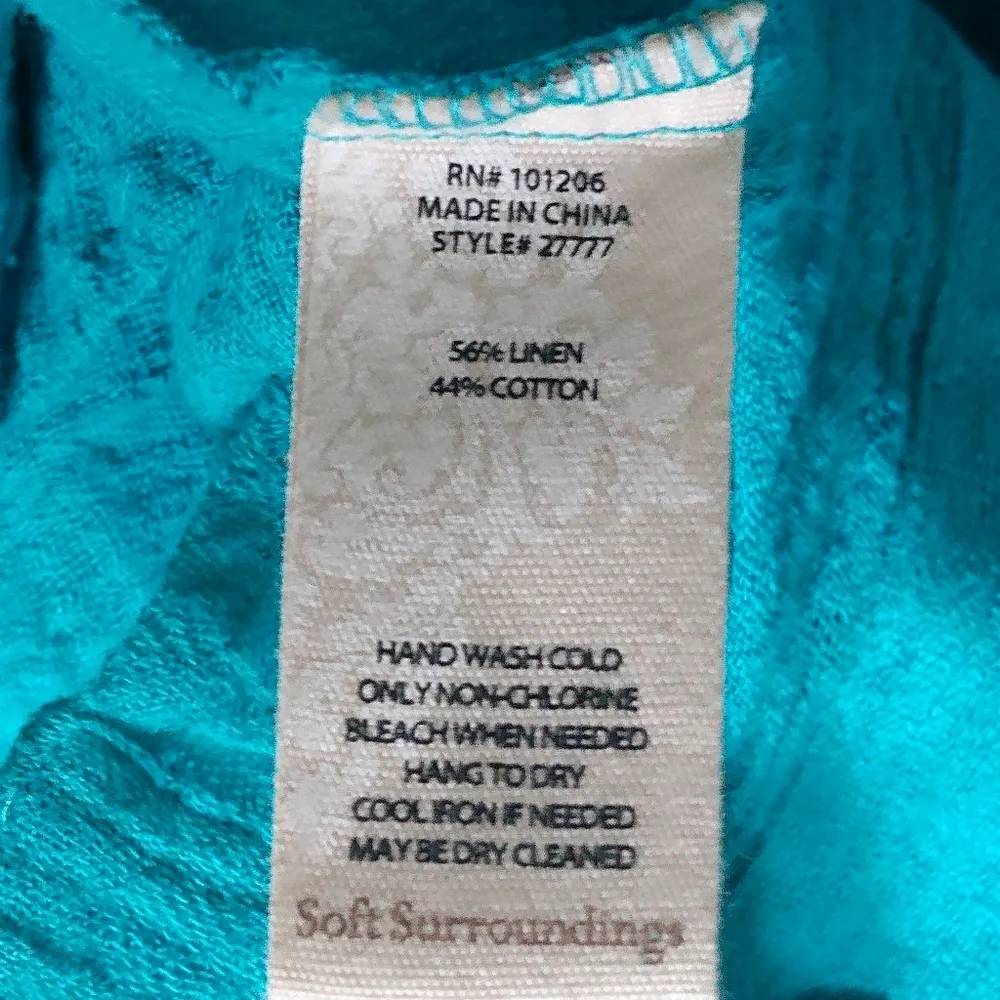 RN# 101206
MADE IN CHINA
STYLE# 27777
56% LINEN
44% COTTON
HAND WASH COLD
ONLY NON-CHLORINE
BLEACH WHEN NEEDED
HANG TO DRY
COOL IRON IF NEEDED
MAY BE DRY CLEANED
Soft Surroundings